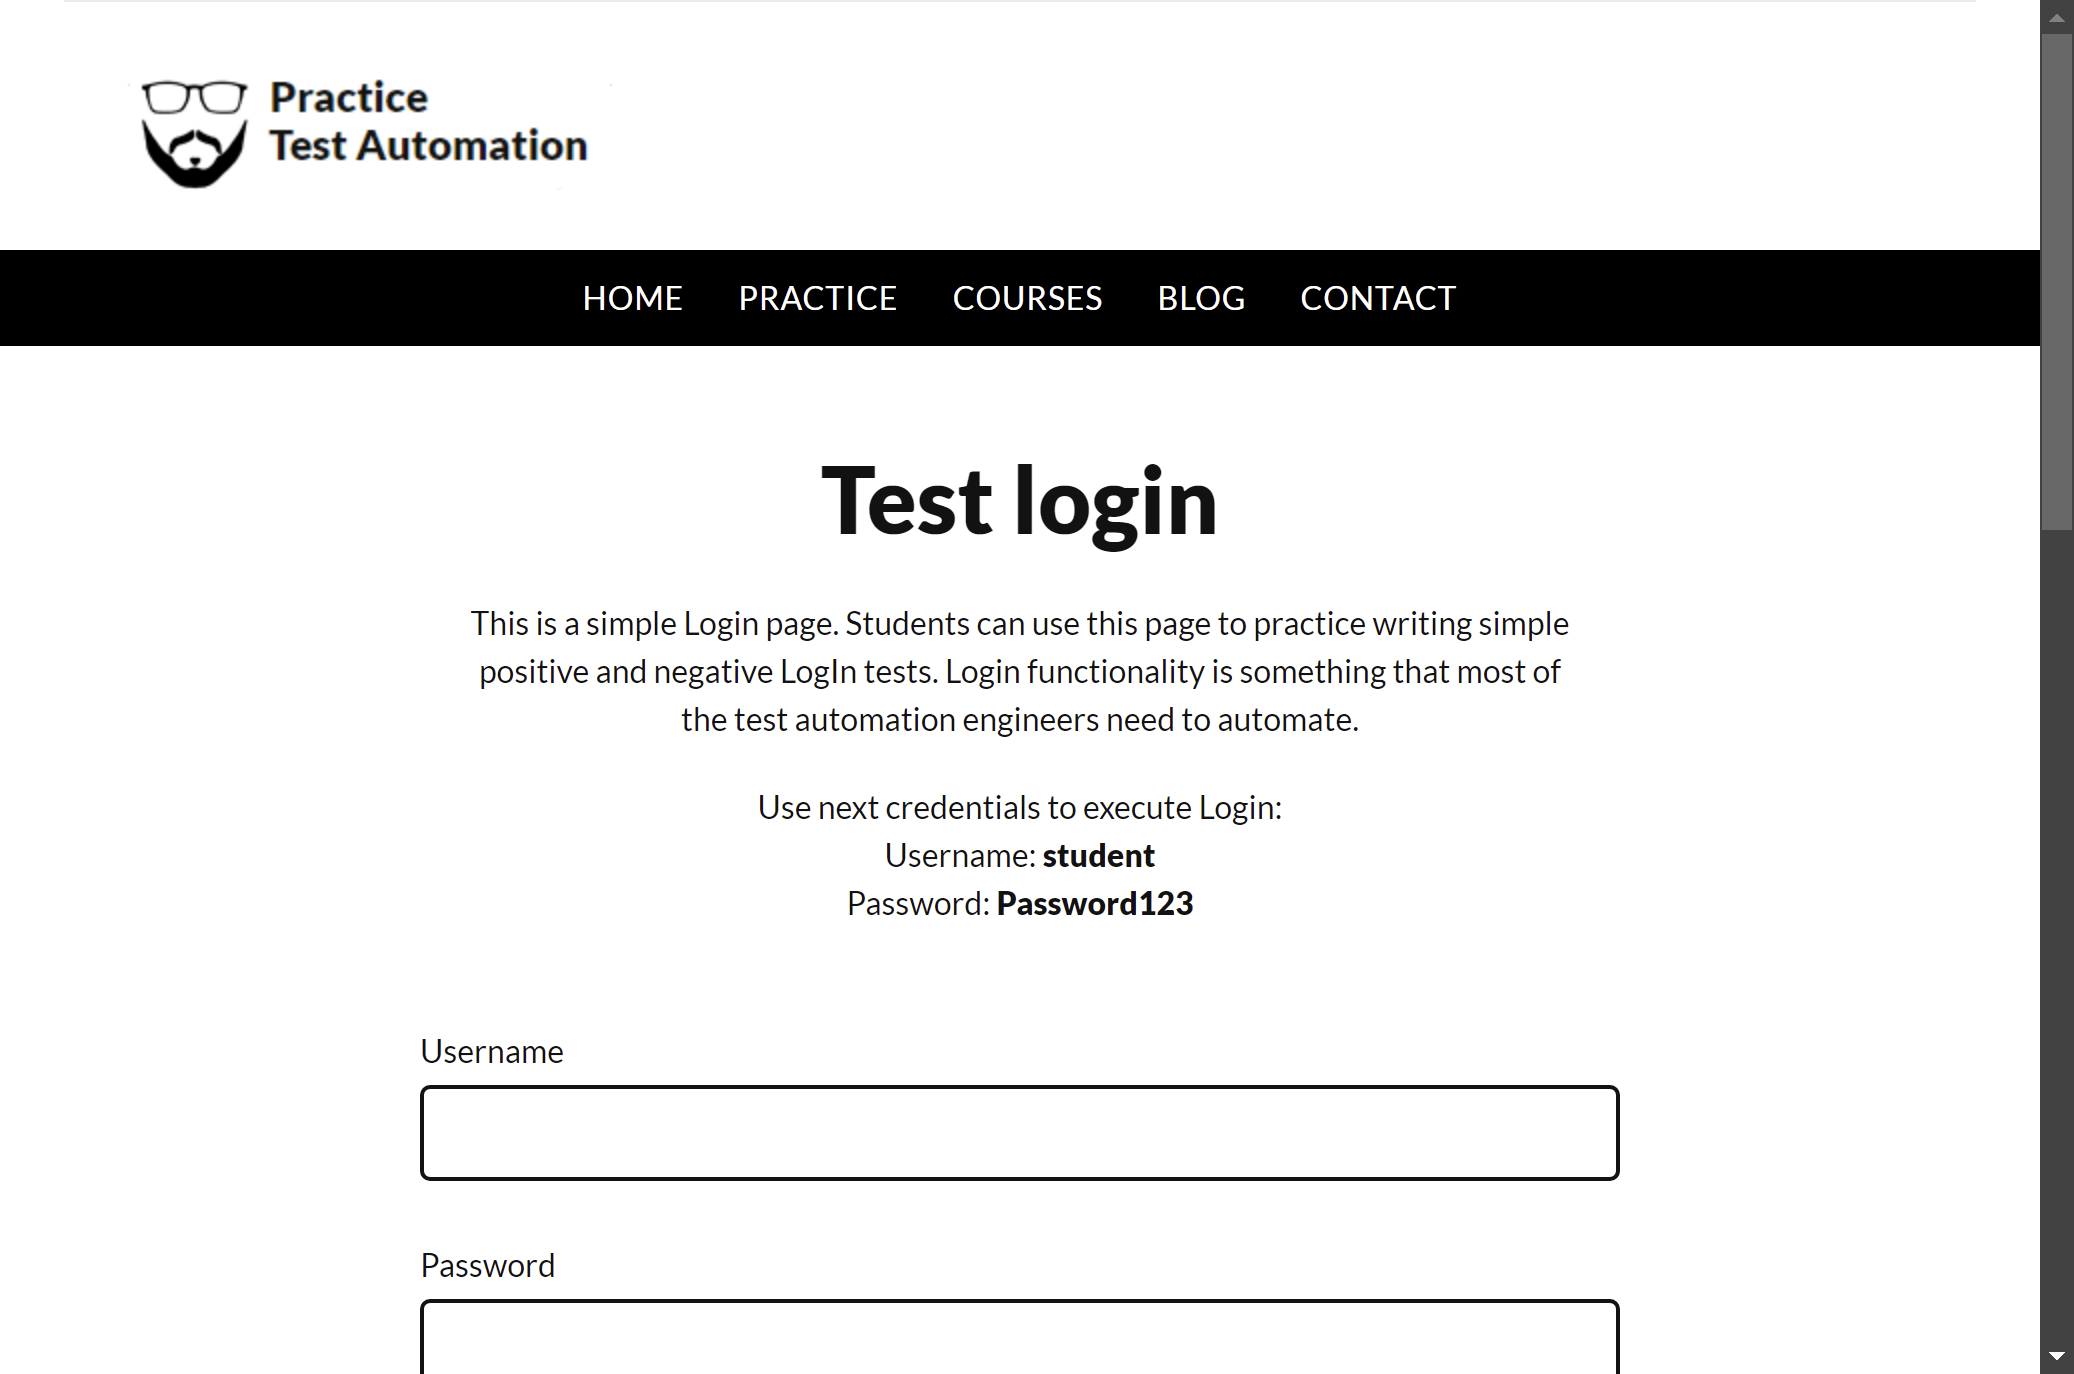 Practice
Test Automation
HOME PRACTICE COURSES BLOG CONTACT
Test login
This is a simple Login page. Students can use this page to practice writing simple
positive and negative LogIn tests. Login functionality is something that most of
the test automation engineers need to automate.
Use next credentials to execute Login:
Username: student
Password: Password123
Username
Password